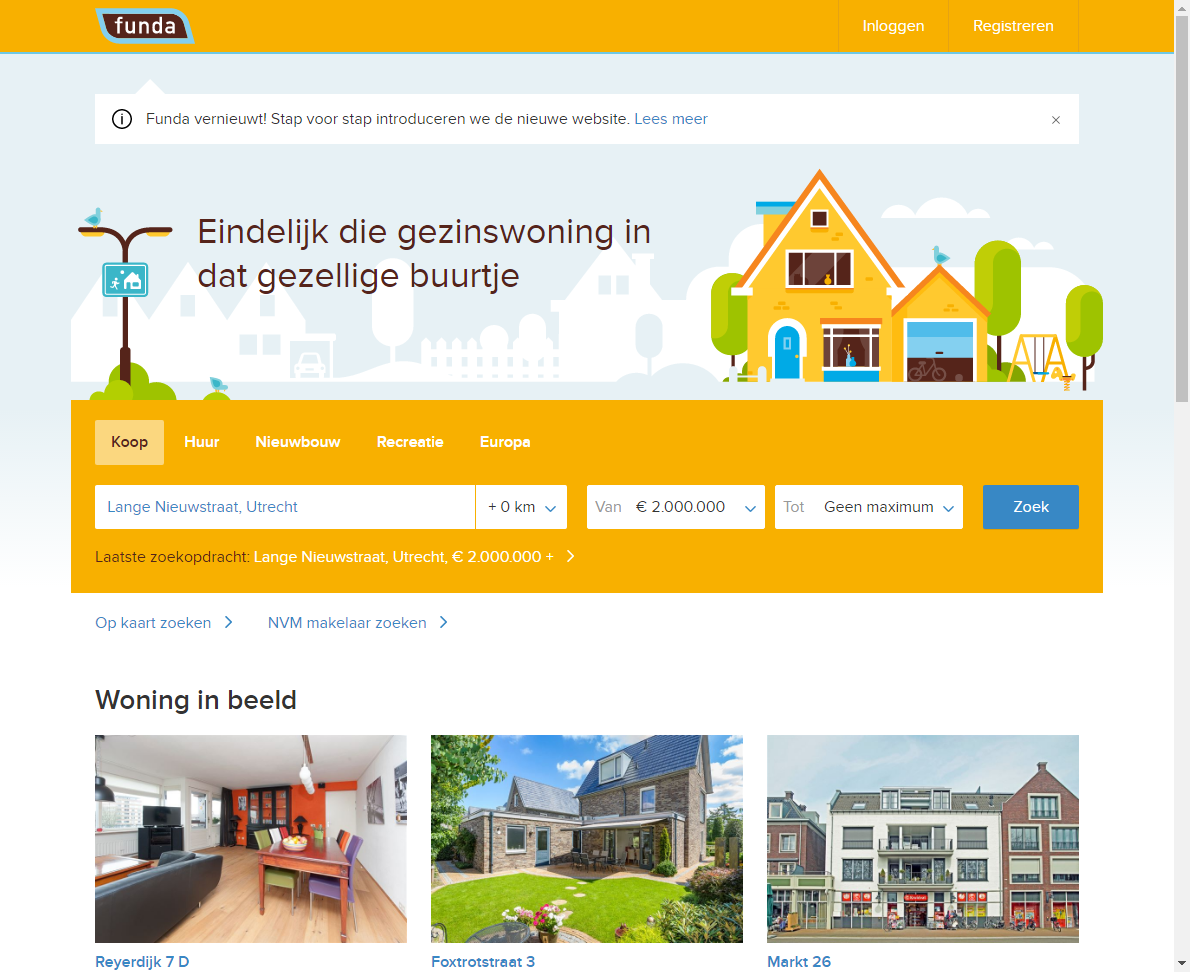 funda
Inloggen
Registreren
Funda vernieuwt! Stap voor stap introduceren we de nieuwe website. Lees meer
Eindelijk die gezinswoning in
dat gezellige buurtje
Koop
Huur
Nieuwbouw
Recreatie
Europa
Lange Nieuwstraat, Utrecht
+ 0 km
Van € 2.000.000
Tot Geen maximum
Zoek
Laatste zoekopdracht: Lange Nieuwstraat, Utrecht, € 2.000.000 +
Op kaart zoeken
NVM makelaar zoeken
Woning in beeld
Reyerdijk 7 D
Foxtrotstraat 3
Markt 26